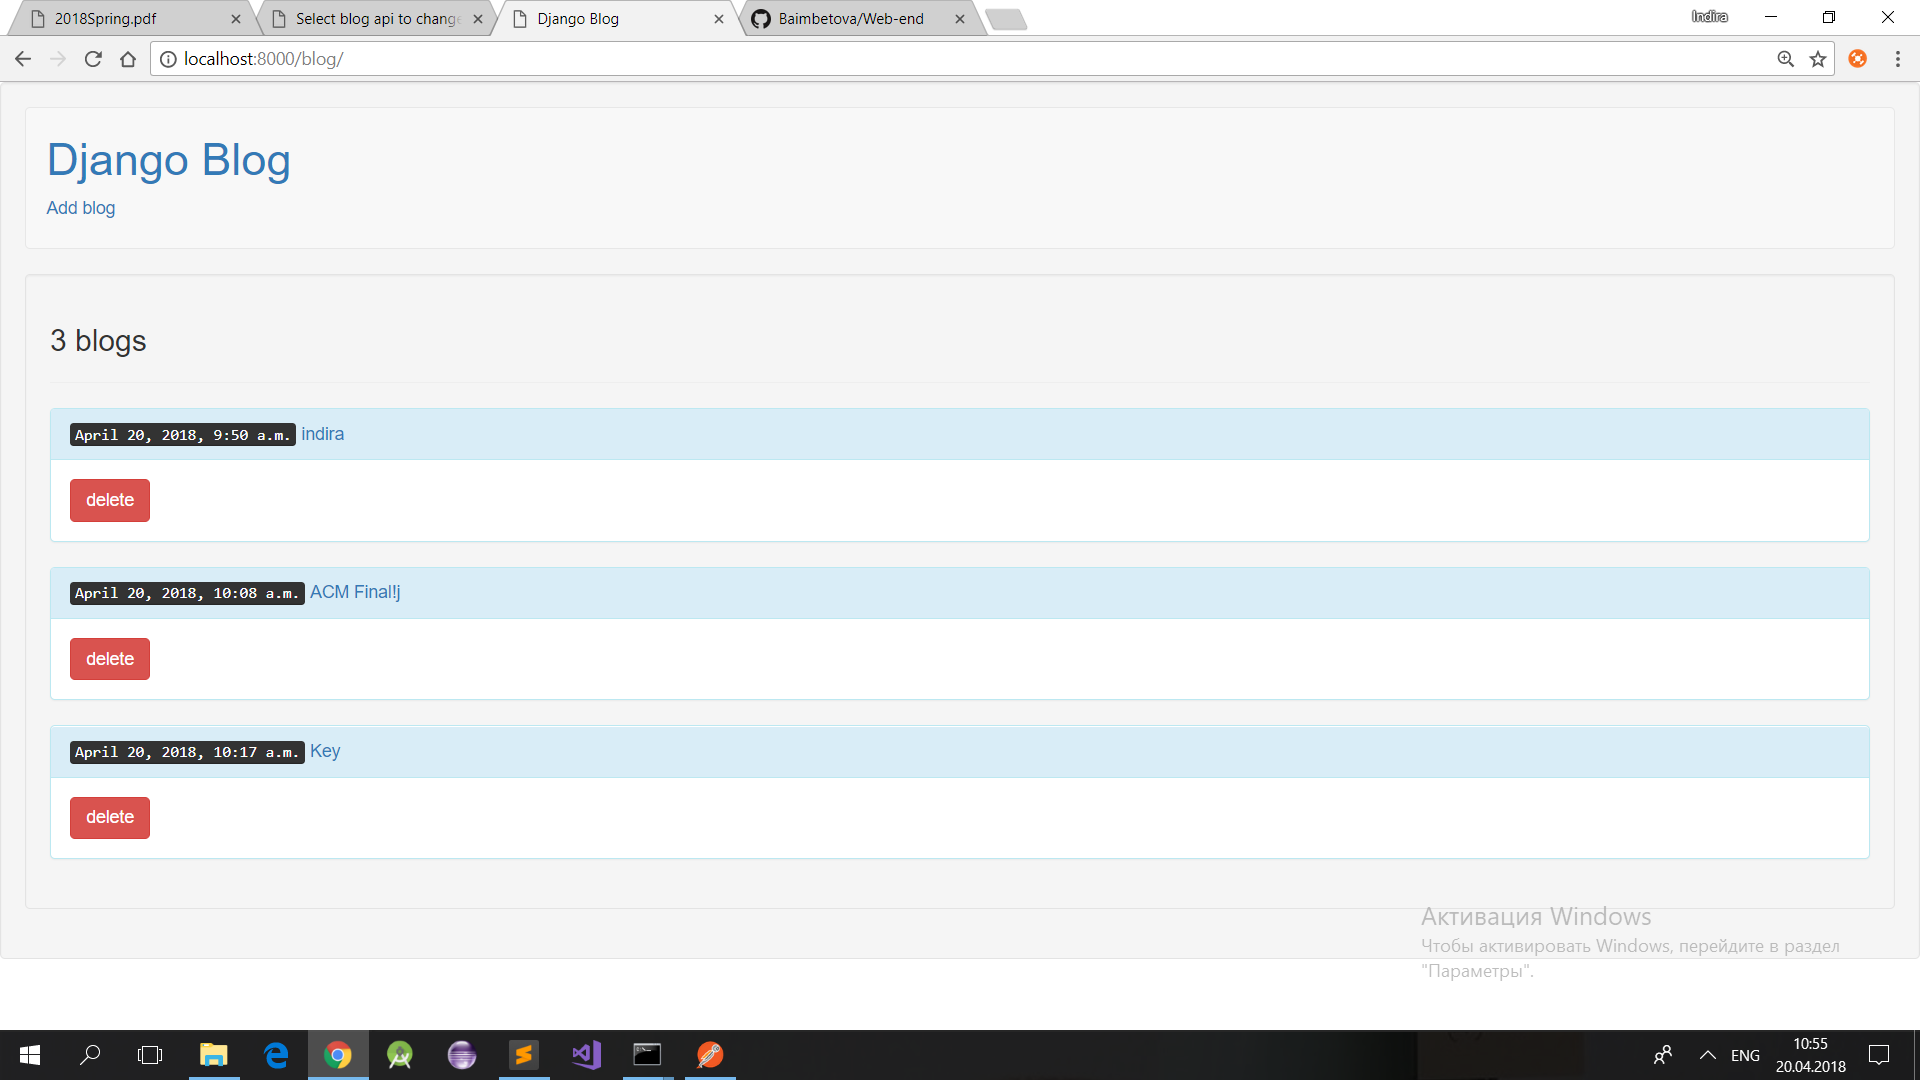 2018Spring.pdf
Select blog api to change
Django Blog
Baimbetova/Web-end
Indira
localhost:8000/blog/
Django Blog
Add blog
3 blogs
April 20, 2018, 9:50 a.m. indira
delete
April 20, 2018, 10:08 a.m. ACM Final!j
delete
April 20, 2018, 10:17 a.m. Key
delete
Активация Windows
Чтобы активировать Windows, перейдите в раздел
"Параметры".
ENG
10:55
20.04.2018